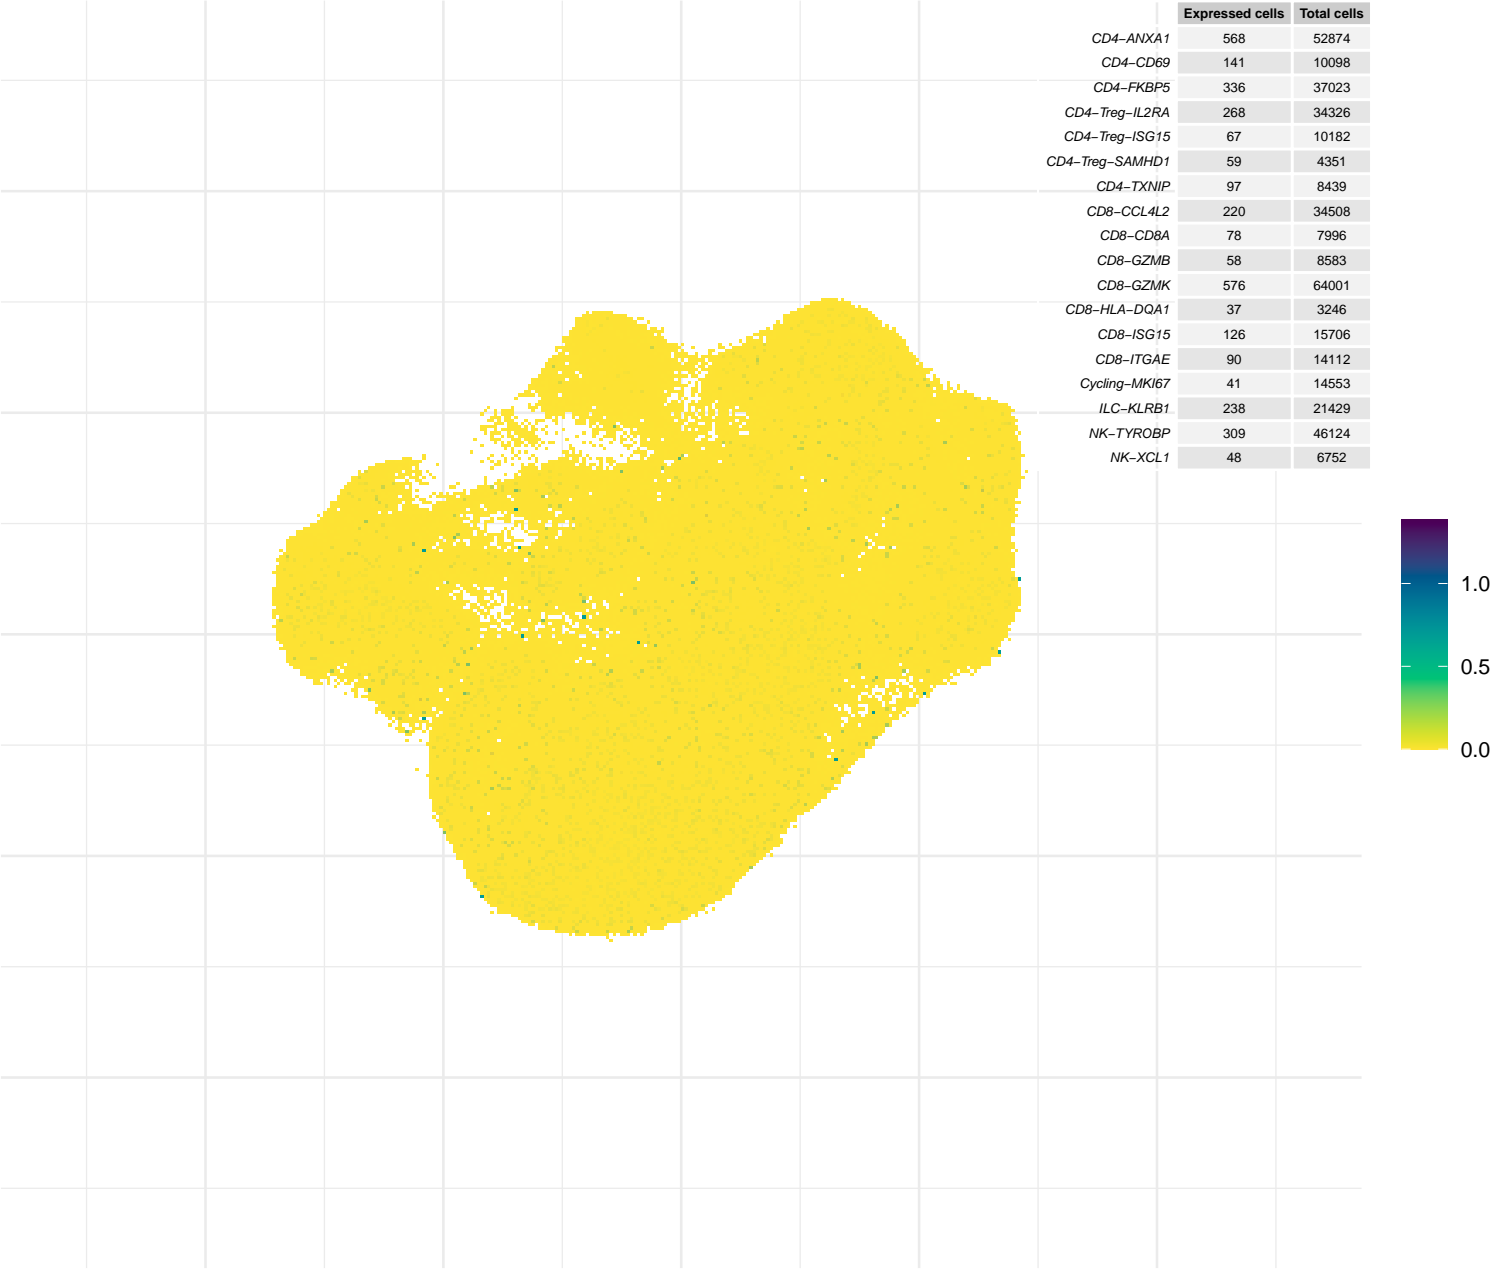 Expressed cells Total cells
CD4−ANXA1 568 52874
CD4−CD69 141 10098
CD4−FKBP5 336 37023
CD4−Treg−IL2RA 268 34326
CD4−Treg−ISG15 67 10182
CD4−Treg−SAMHD1 59 4351
CD4−TXNIP 97 8439
CD8−CCL4L2 220 34508
CD8−CD8A 78 7996
CD8−GZMB 58 8583
CD8−GZMK 576 64001
CD8−HLA−DQA1 37 3246
CD8−ISG15 126 15706
CD8−ITGAE 90 14112
Cycling−MKI67 41 14553
ILC−KLRB1 238 21429
NK−TYROBP 309 46124
NK−XCL1 48 6752
1.0
0.5
0.0